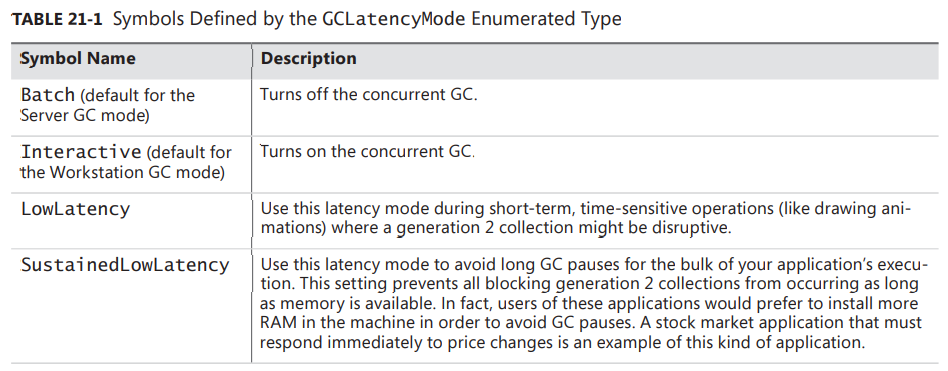 TABLE 21-1 Symbols Defined by the GCLatencyMode Enumerated Type
Symbol Name
Description
Batch (default for the
Server GC mode)
Turns off the concurrent GC.
Interactive (default for
the Workstation GC mode)
Turns on the concurrent GC.
LowLatency
Use this latency mode during short-term, time-sensitive operations (like drawing ani-
mations) where a generation 2 collection might be disruptive.
SustainedLowLatency
Use this latency mode to avoid long GC pauses for the bulk of your application’s execu-
tion. This setting prevents all blocking generation 2 collections from occurring as long
as memory is available. In fact, users of these applications would prefer to install more
RAM in the machine in order to avoid GC pauses. A stock market application that must
respond immediately to price changes is an example of this kind of application.